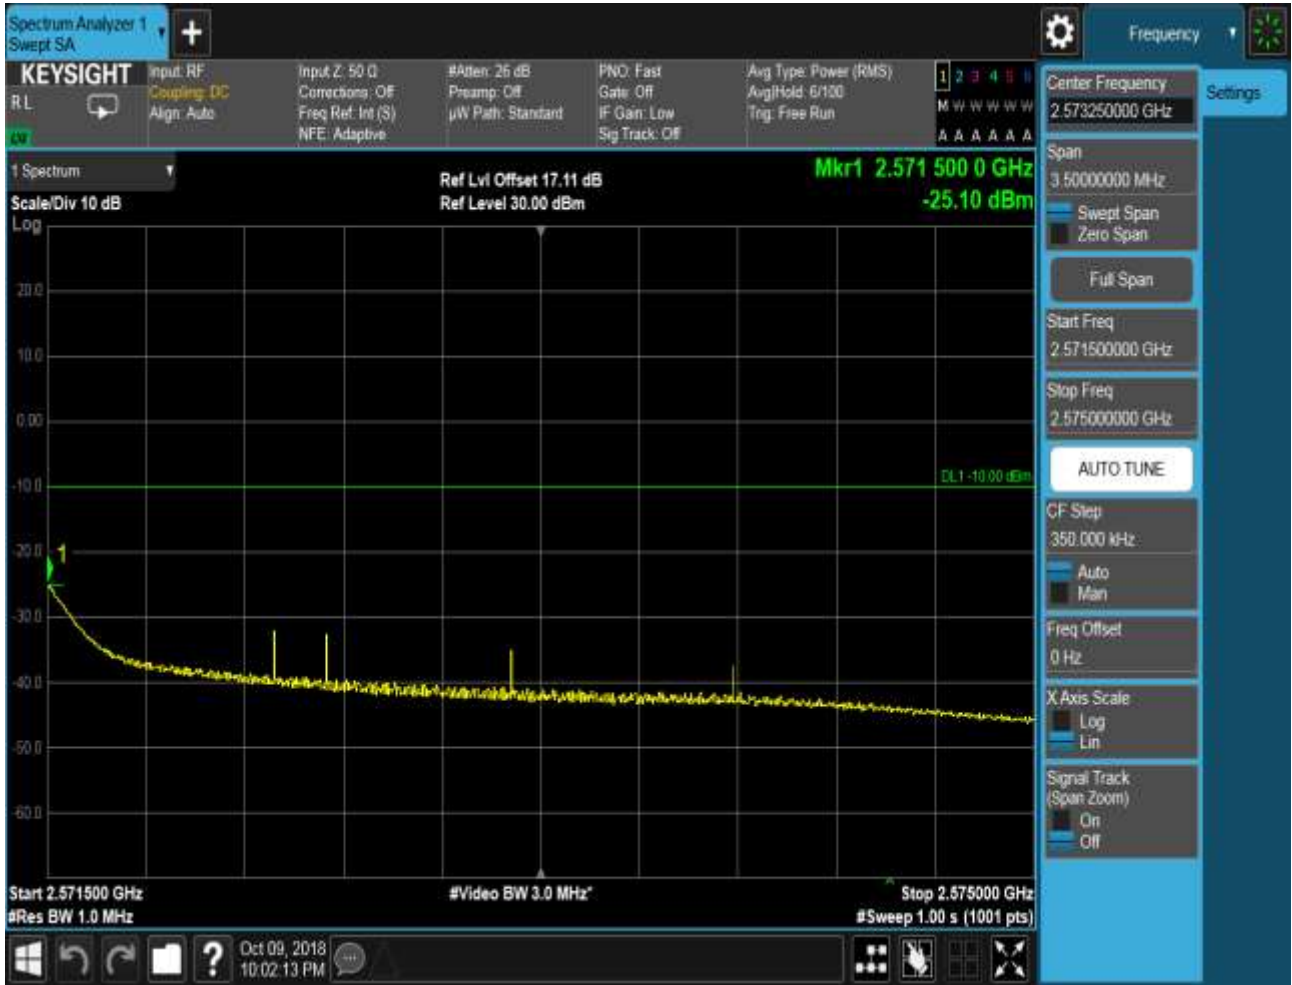 Spectrum Analyzer 1
Swept SA
+
Frequency
KEYSIGHT
R L
LXI
Input: RF
Coupling: DC
Align: Auto
Input Z: 50 Ω
Corrections: Off
Freq Ref: Int (S)
NFE: Adaptive
#Atten: 26 dB
Preamp: Off
µW Path: Standard
PNO: Fast
Gate: Off
IF Gain: Low
Sig Track: Off
Avg Type: Power (RMS)
Avg|Hold: 6/100
Trig: Free Run
1 2 3 4 5 6
M W W W W W
A A A A A A
1 Spectrum
Scale/Div 10 dB
Log
Ref Lvl Offset 17.11 dB
Ref Level 30.00 dBm
Mkr1 2.571 500 0 GHz
-25.10 dBm
20.0
10.0
0.00
-10.0
DL1 -10.00 dBm
-20.0
1
-30.0
-40.0
-50.0
-60.0
Start 2.571500 GHz
#Res BW 1.0 MHz
#Video BW 3.0 MHz*
Stop 2.575000 GHz
#Sweep 1.00 s (1001 pts)
Center Frequency
2.573250000 GHz
Settings
Span
3.50000000 MHz
Swept Span
Zero Span
Full Span
Start Freq
2.571500000 GHz
Stop Freq
2.575000000 GHz
AUTO TUNE
CF Step
350.000 kHz
Auto
Man
Freq Offset
0 Hz
X Axis Scale
Log
Lin
Signal Track
(Span Zoom)
On
Off
?
Oct 09, 2018
10:02:13 PM